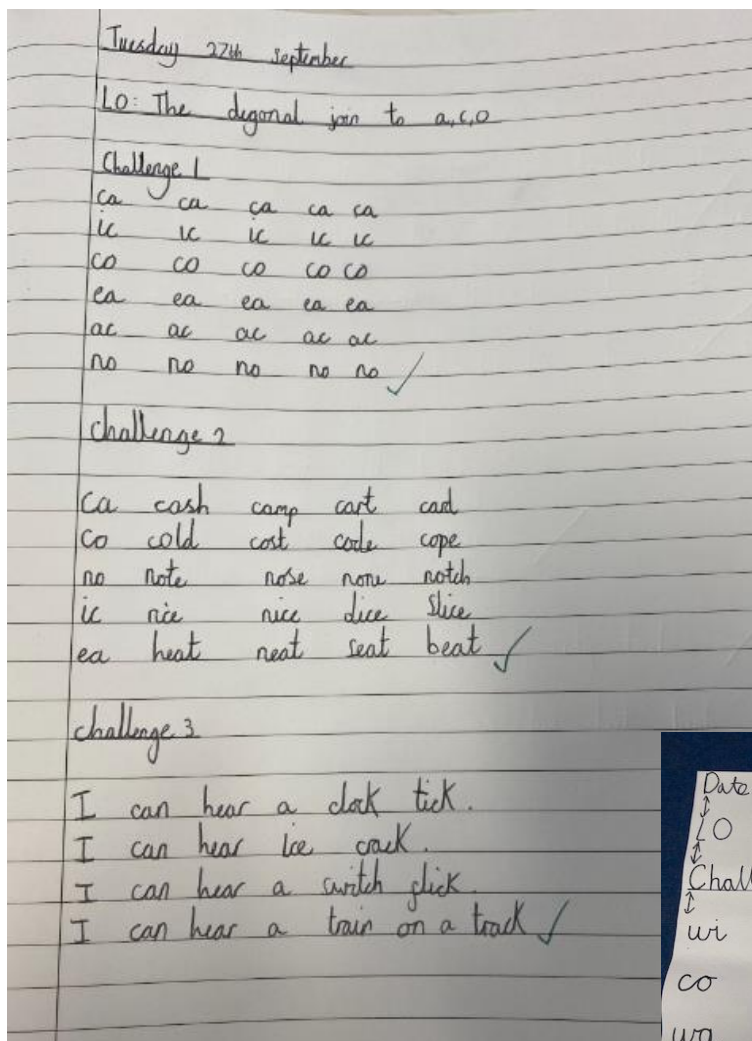 Tuesday 27th September
LO: The digonal join to a,c,o
Challenge 1
ca ca ca ca ca
ic ic ic ic ic
co co co co co
ea ea ea ea ea
ac ac ac ac ac
no no no no no
Challenge 2
ca cash camp cart card
co cold cost code cope
no note nose none notch
ic rice nice dice slice
ea heat neat seat beat
challenge 3
I can hear a clock tick.
I can hear ice crack.
I can hear a switch flick.
I can hear a train on a track
Date
LO
Chall
wi
co
wa